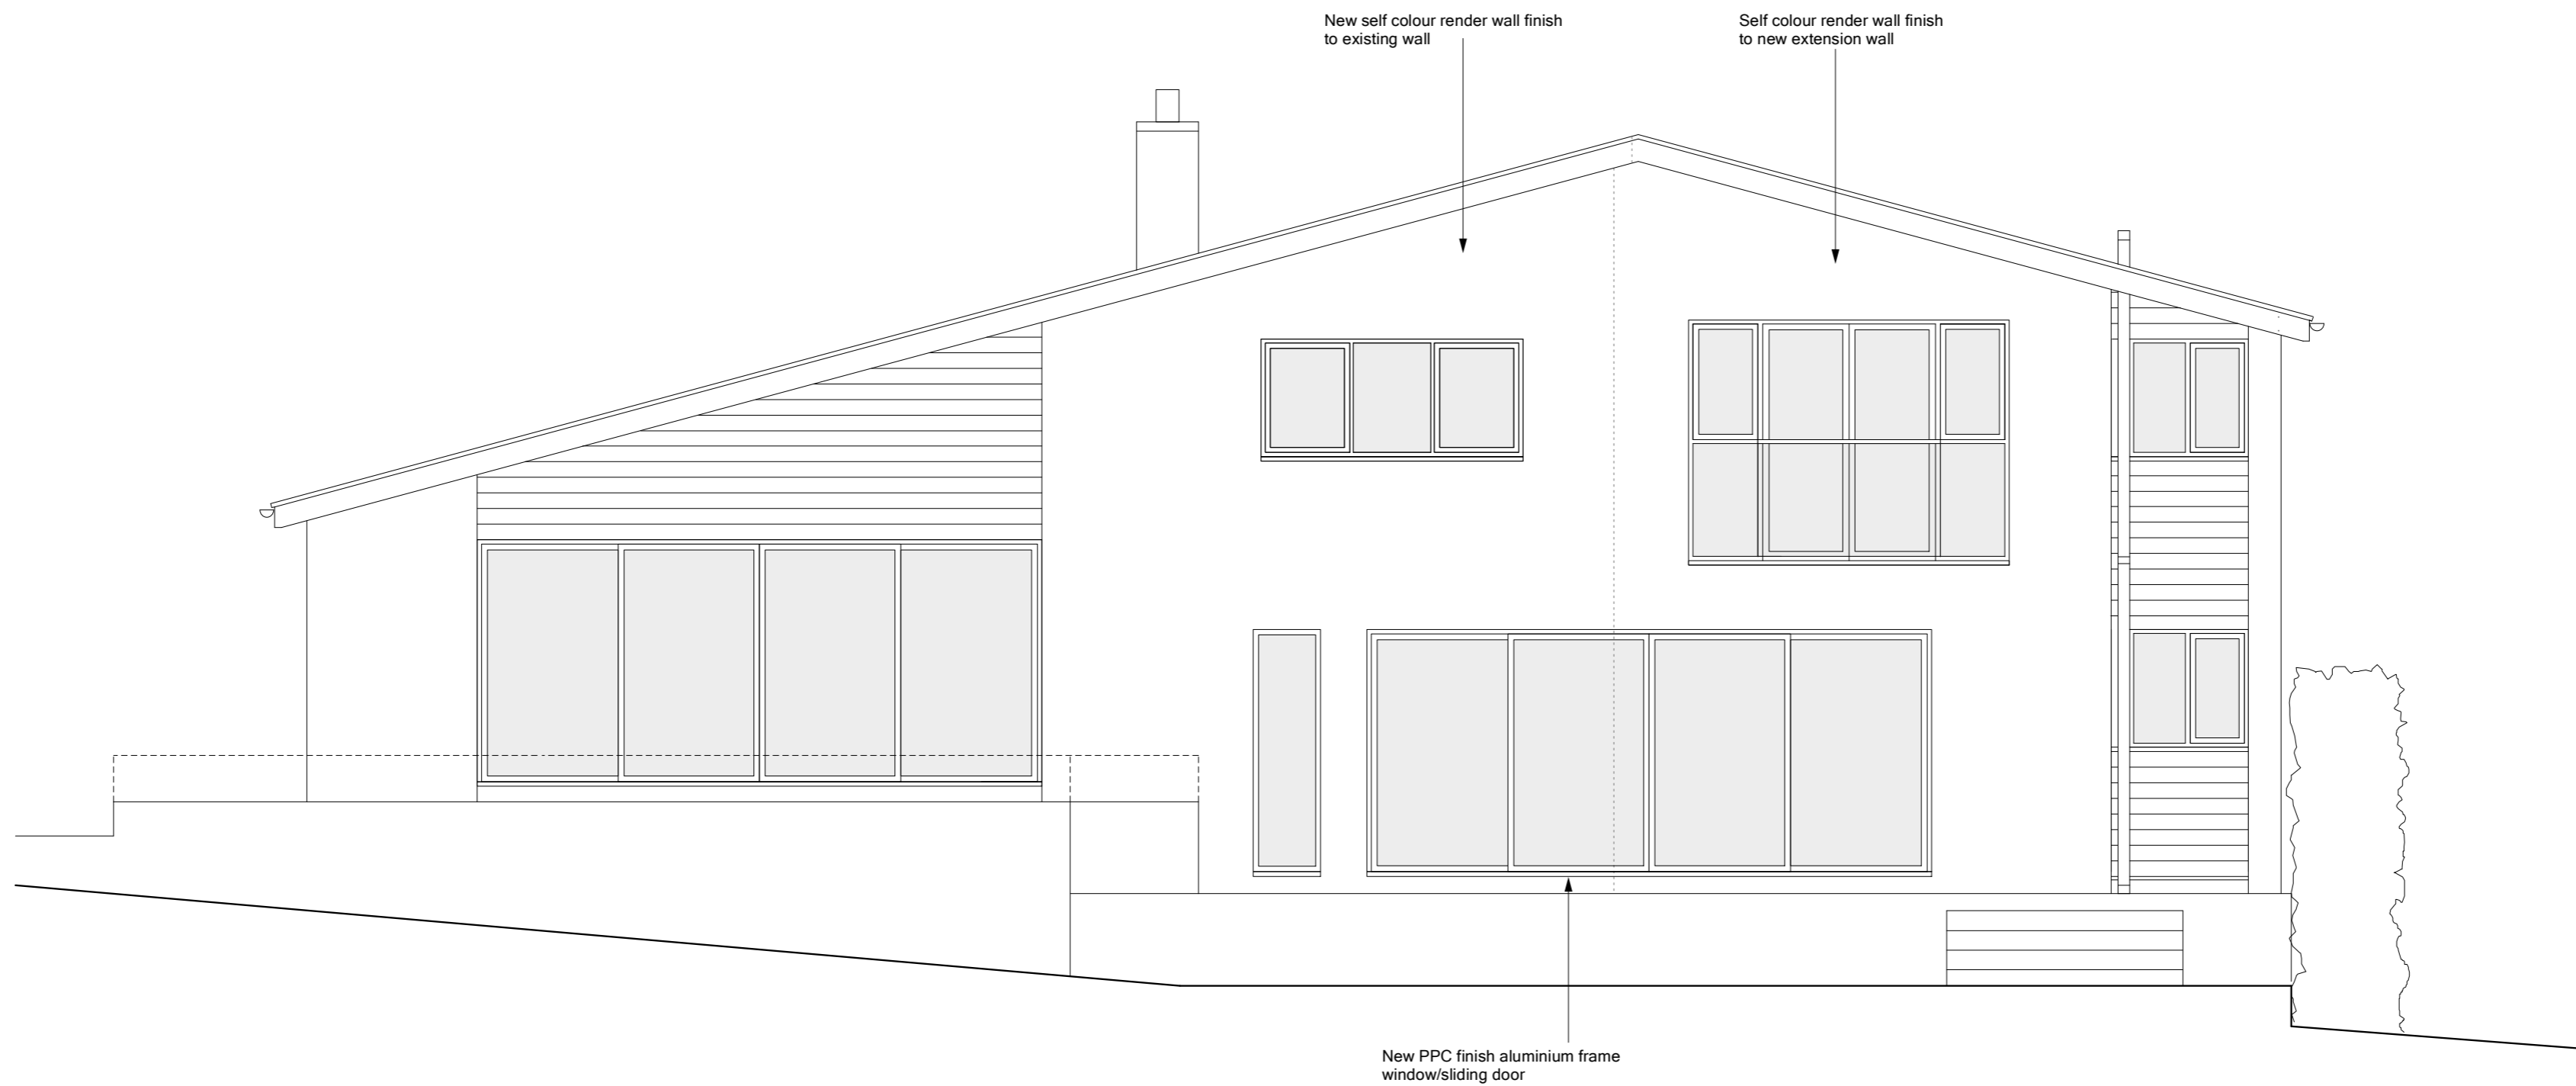 New self colour render wall finish
to existing wall
Self colour render wall finish
to new extension wall
New PPC finish aluminium frame
window/sliding door